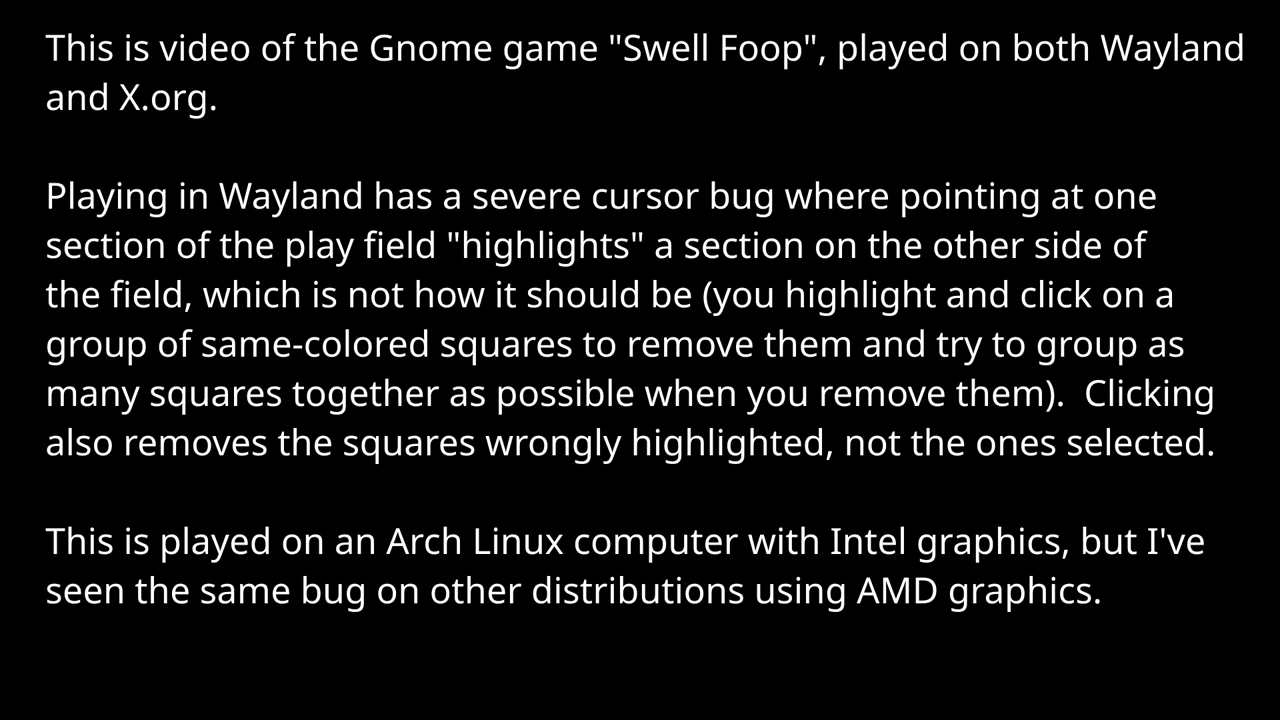 This is video of the Gnome game "Swell Foop", played on both Wayland
and X.org.
Playing in Wayland has a severe cursor bug where pointing at one
section of the play field "highlights" a section on the other side of
the field, which is not how it should be (you highlight and click on a
group of same-colored squares to remove them and try to group as
many squares together as possible when you remove them).  Clicking
also removes the squares wrongly highlighted, not the ones selected.
This is played on an Arch Linux computer with Intel graphics, but I've
seen the same bug on other distributions using AMD graphics.